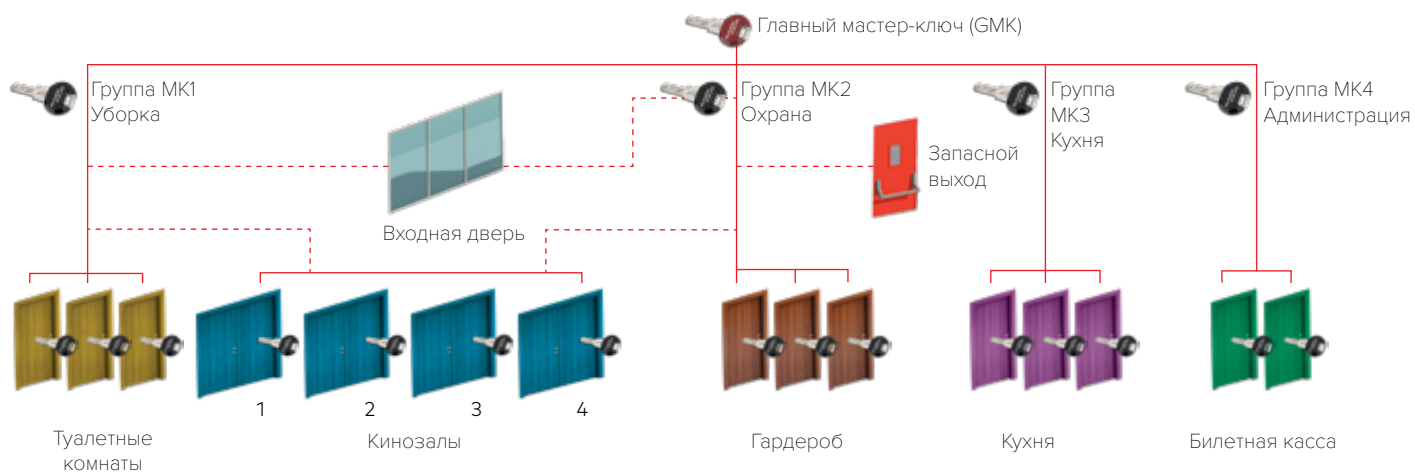 Главный мастер-ключ (GMK)
Группа МК1
Уборка
Группа МК2
Охрана
Группа
МК3
Кухня
Группа МК4
Администрация
Запасной
выход
Входная дверь
1
2
3
4
Туалетные
комнаты
Кинозалы
Гардероб
Кухня
Билетная касса